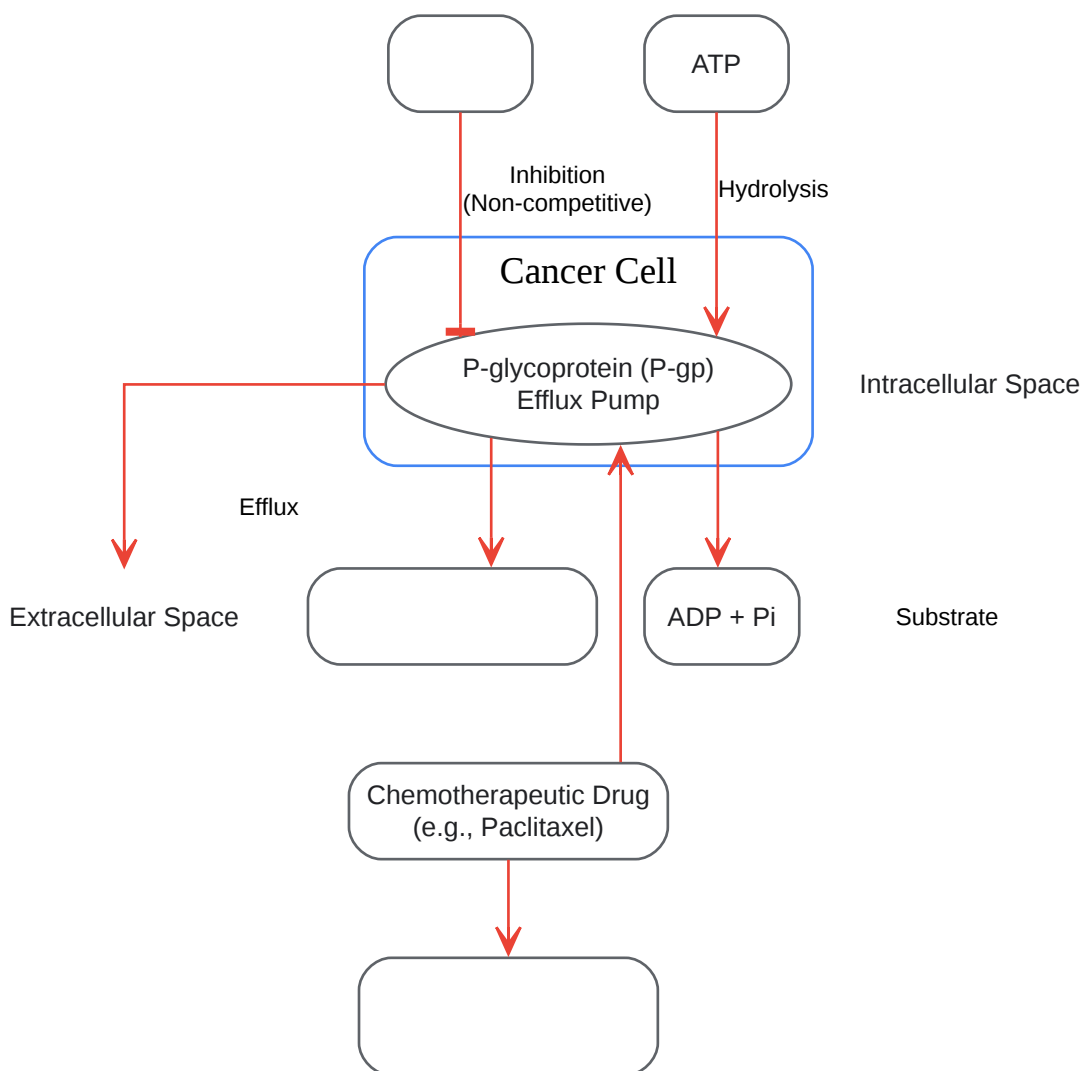 ATP
Inhibition
(Non-competitive)
Hydrolysis
Cancer Cell
P-glycoprotein (P-gp)
Efflux Pump
Intracellular Space
Efflux
Extracellular Space
ADP + Pi
Substrate
Chemotherapeutic Drug
(e.g., Paclitaxel)